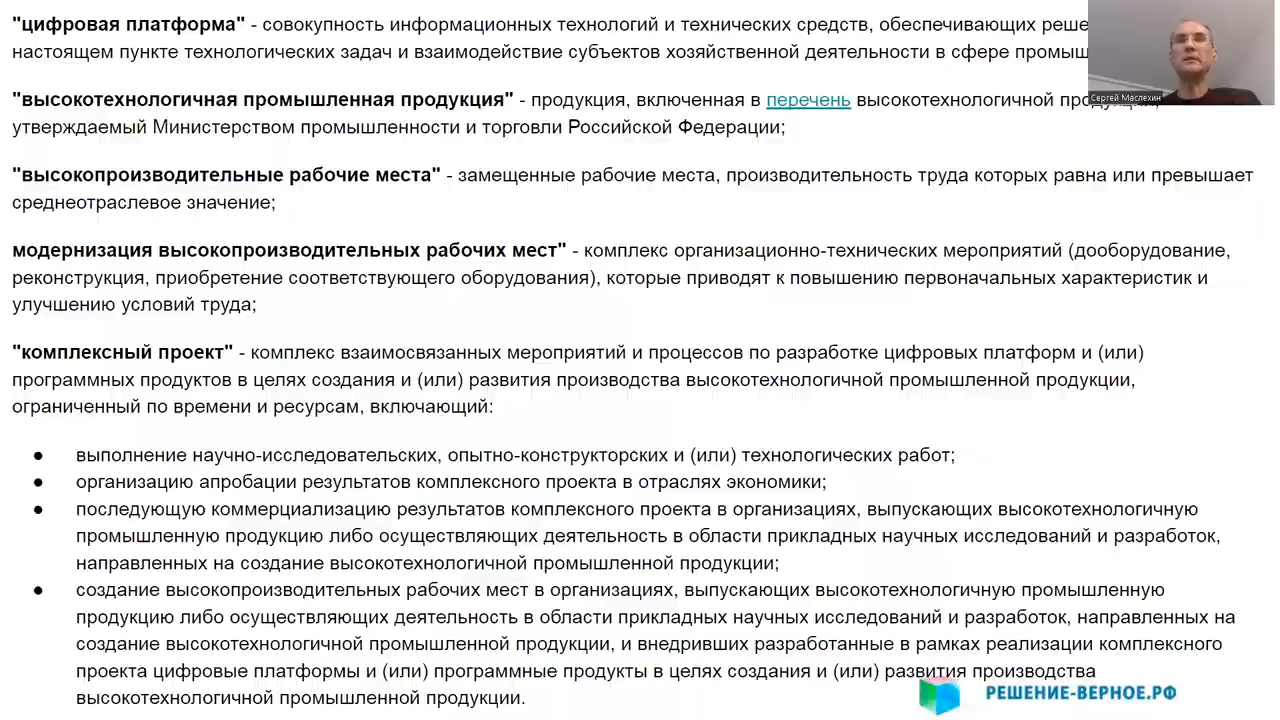 "цифровая платформа" - совокупность информационных технологий и технических средств, обеспечивающих
настоящем пункте технологических задач и взаимодействие субъектов хозяйственной деятельности в сфере
Сергей Маслехин
"высокотехнологичная промышленная продукция" - продукция, включенная в перечень высокотехнологичной
утверждаемый Министерством промышленности и торговли Российской Федерации;
"высокопроизводительные рабочие места" - замещенные рабочие места, производительность труда которых равна или превышает
среднеотраслевое значение;
модернизация высокопроизводительных рабочих мест" - комплекс организационно-технических мероприятий (дооборудование,
реконструкция, приобретение соответствующего оборудования), которые приводят к повышению первоначальных характеристик и
улучшению условий труда;
"комплексный проект" - комплекс взаимосвязанных мероприятий и процессов по разработке цифровых платформ и (или)
программных продуктов в целях создания и (или) развития производства высокотехнологичной промышленной продукции,
ограниченный по времени и ресурсам, включающий:
● выполнение научно-исследовательских, опытно-конструкторских и (или) технологических работ;
● организацию апробации результатов комплексного проекта в отраслях экономики;
● последующую коммерциализацию результатов комплексного проекта в организациях, выпускающих высокотехнологичную
промышленную продукцию либо осуществляющих деятельность в области прикладных научных исследований и разработок,
направленных на создание высокотехнологичной промышленной продукции;
● создание высокопроизводительных рабочих мест в организациях, выпускающих высокотехнологичную промышленную
продукцию либо осуществляющих деятельность в области прикладных научных исследований и разработок, направленных на
создание высокотехнологичной промышленной продукции, и внедривших разработанные в рамках реализации комплексного
проекта цифровые платформы и (или) программные продукты в целях создания и (или) развития производства
высокотехнологичной промышленной продукции.
РЕШЕНИЕ-ВЕРНОЕ.РФ